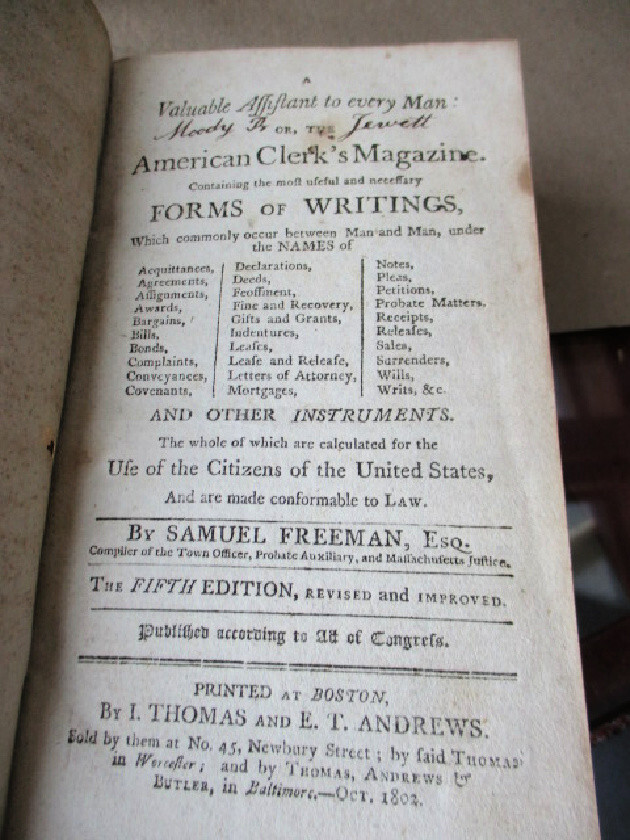 A
Valuable Aſſiſtant to every Man:
Moody P. Jewett
OR, THE
American Clerk's Magazine.
Containing the moſt uſeful and neceſſary
FORMS OF WRITINGS,
Which commonly occur between Man and Man, under
the NAMES of
Acquittances,
Agreements,
Aſſignments,
Awards,
Bargains,
Bills,
Bonds,
Complaints,
Conveyances,
Covenants,
Declarations,
Deeds,
Feoffment,
Fine and Recovery,
Gifts and Grants,
Indentures,
Leaſes,
Leaſe and Releaſe,
Letters of Attorney,
Mortgages,
Notes,
Pleas,
Petitions,
Probate Matters.
Receipts,
Releaſes,
Sales,
Surrenders,
Wills,
Writs, &c.
AND OTHER INSTRUMENTS.
The whole of which are calculated for the
Uſe of the Citizens of the United States,
And are made conformable to LAW.
BY SAMUEL FREEMAN, ESQ.
Compiler of the Town Officer, Probate Auxiliary, and Maſſachuſetts Juſtice.
THE FIFTH EDITION, REVISED and IMPROVED.
Publiſhed according to Act of Congreſs.
PRINTED AT BOSTON,
BY I. THOMAS AND E. T. ANDREWS.
Sold by them at No. 45, Newbury Street; by ſaid THOMAS
in Worceſter; and by THOMAS, ANDREWS &
BUTLER, in Baltimore.—OCT. 1802.